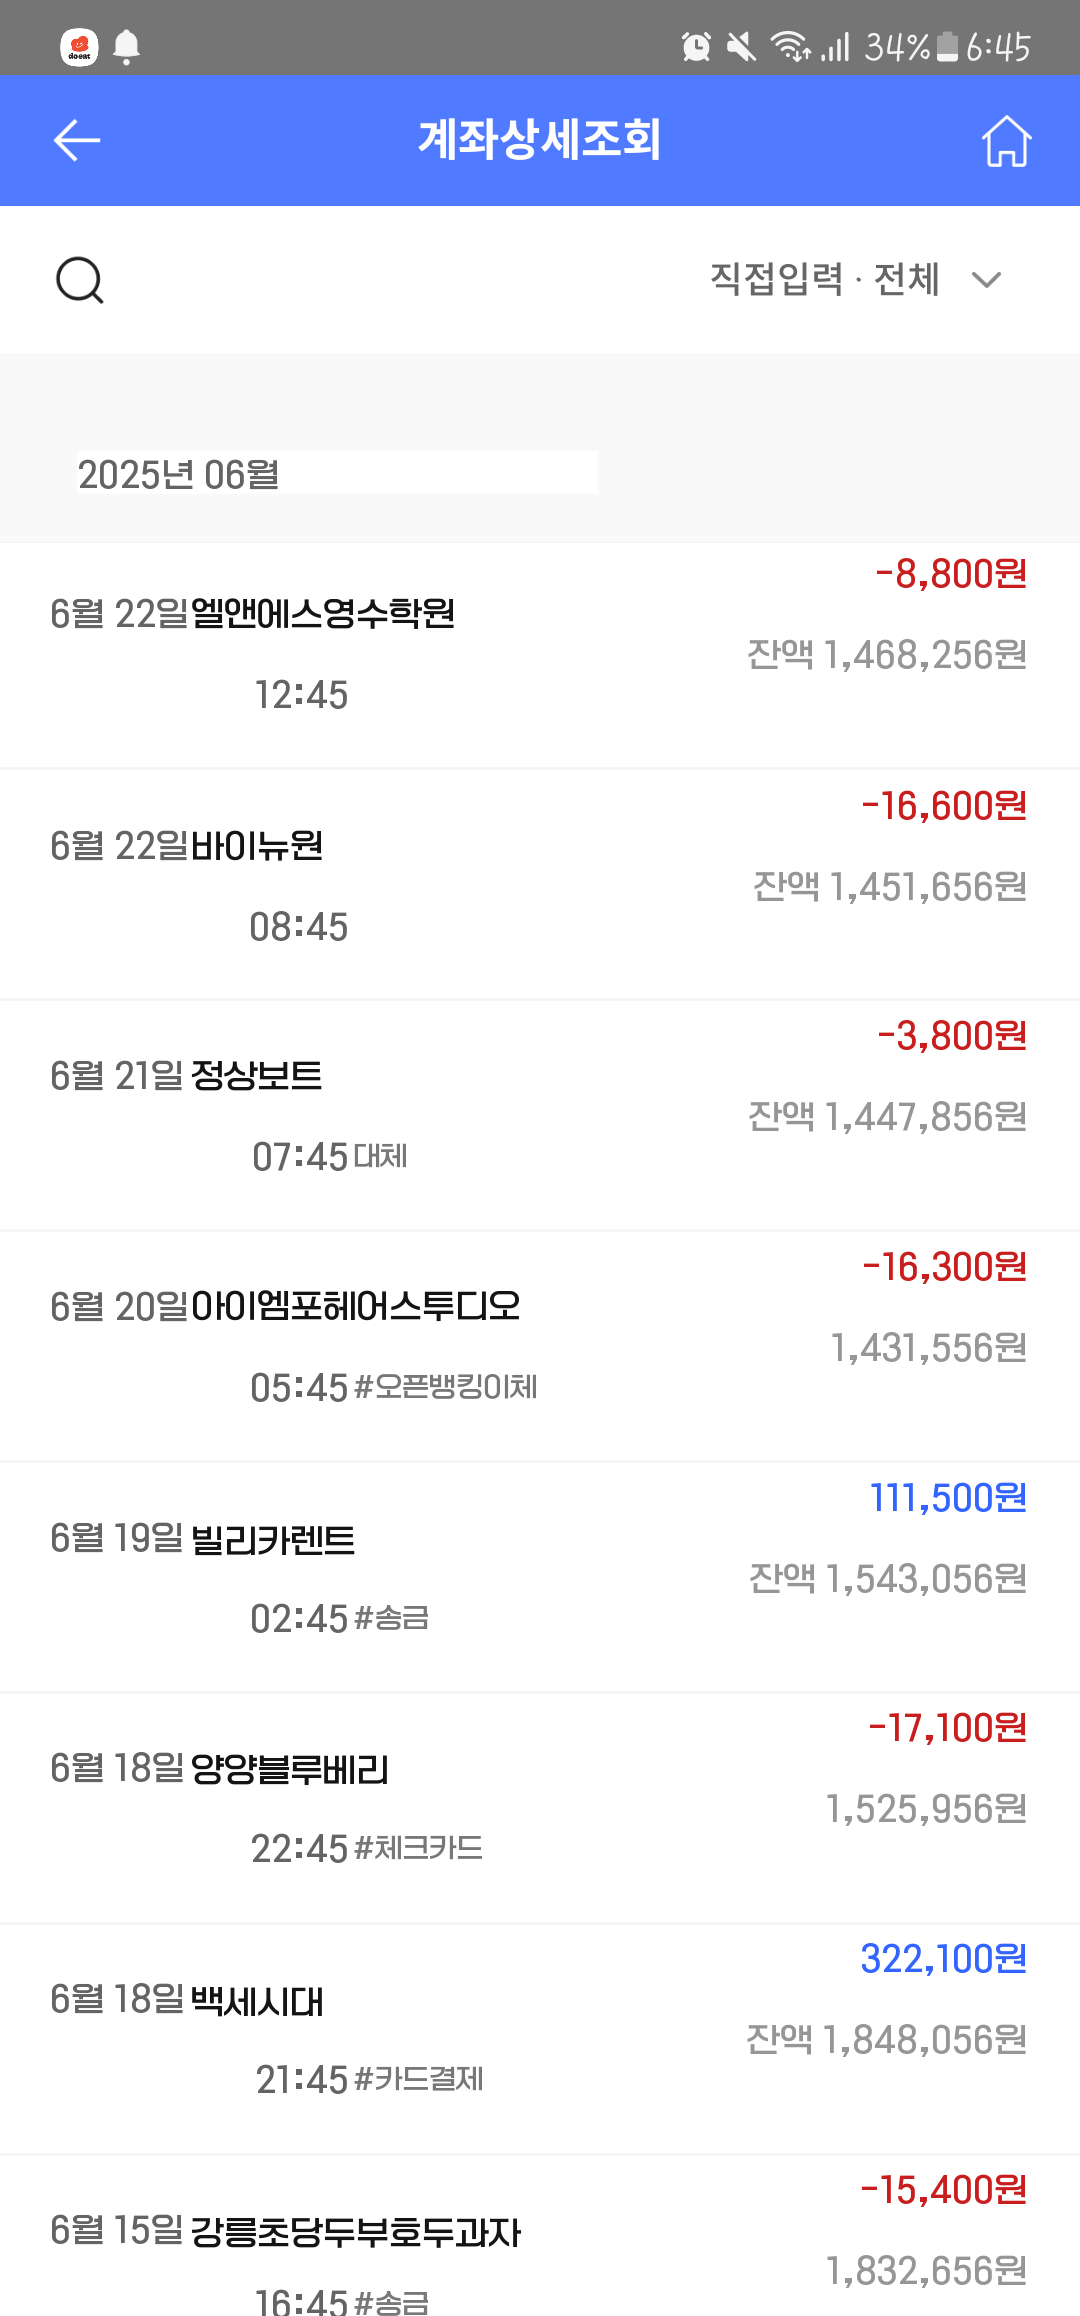 doeat 34% 6:45
계좌상세조회
직접입력 · 전체
2025년 06월
-8,800원
6월 22일 엘앤에스영수학원
잔액 1,468,256원
12:45
-16,600원
6월 22일 바이뉴원
잔액 1,451,656원
08:45
-3,800원
6월 21일 정상보트
잔액 1,447,856원
07:45 대체
-16,300원
6월 20일 아이엠포헤어스투디오
1,431,556원
05:45 #오픈뱅킹이체
111,500원
6월 19일 빌리카렌트
잔액 1,543,056원
02:45 #송금
-17,100원
6월 18일 양양블루베리
1,525,956원
22:45 #체크카드
322,100원
6월 18일 백세시대
잔액 1,848,056원
21:45 #카드결제
-15,400원
6월 15일 강릉초당두부호두과자
1,832,656원
16:45 #송금